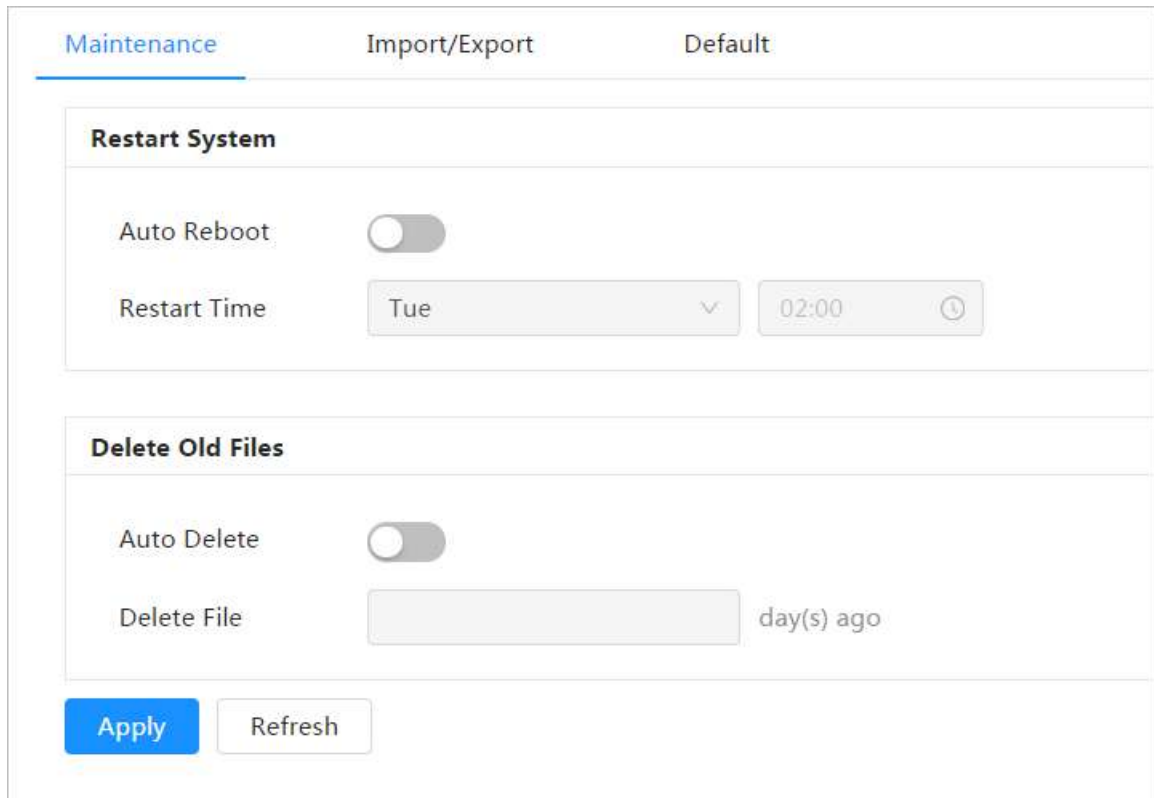 Maintenance Import/Export Default
Restart System
Auto Reboot
Restart Time Tue 02:00
Delete Old Files
Auto Delete
Delete File day(s) ago
Apply Refresh